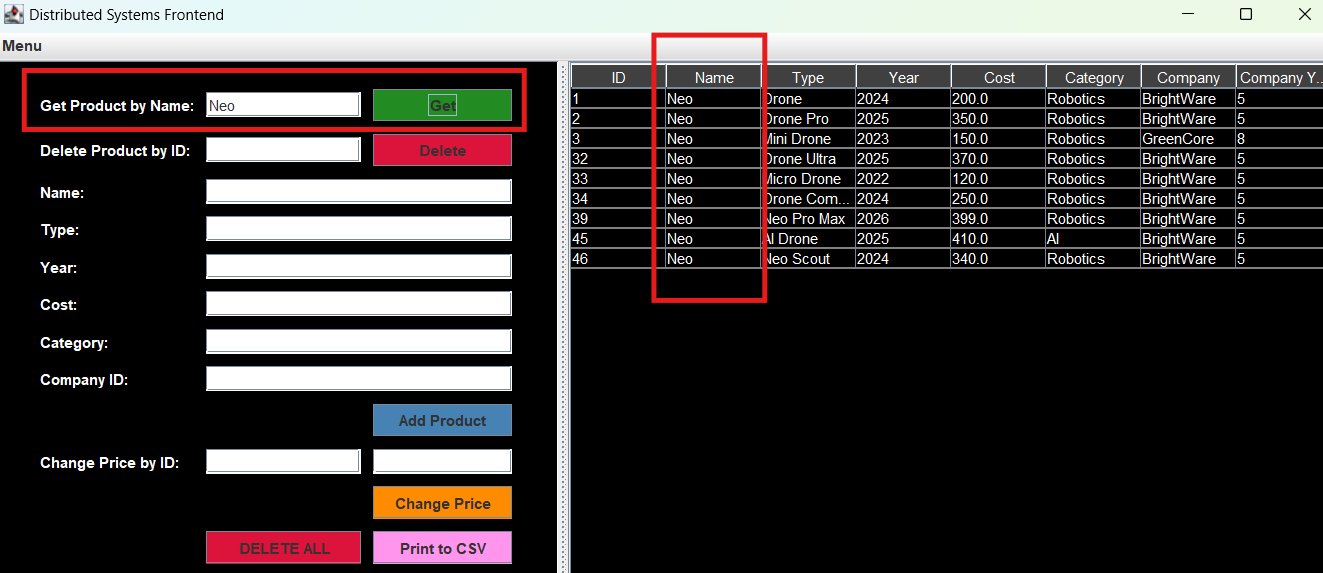 Distributed Systems Frontend
Menu
Get Product by Name: Neo Get
Delete Product by ID: Delete
Name:
Type:
Year:
Cost:
Category:
Company ID:
Add Product
Change Price by ID:
Change Price
DELETE ALL Print to CSV
ID Name Type Year Cost Category Company Company Y...
1 Neo Drone 2024 200.0 Robotics BrightWare 5
2 Neo Drone Pro 2025 350.0 Robotics BrightWare 5
3 Neo Mini Drone 2023 150.0 Robotics GreenCore 8
32 Neo Drone Ultra 2025 370.0 Robotics BrightWare 5
33 Neo Micro Drone 2022 120.0 Robotics BrightWare 5
34 Neo Drone Com... 2024 250.0 Robotics BrightWare 5
39 Neo Neo Pro Max 2026 399.0 Robotics BrightWare 5
45 Neo AI Drone 2025 410.0 AI BrightWare 5
46 Neo Neo Scout 2024 340.0 Robotics BrightWare 5